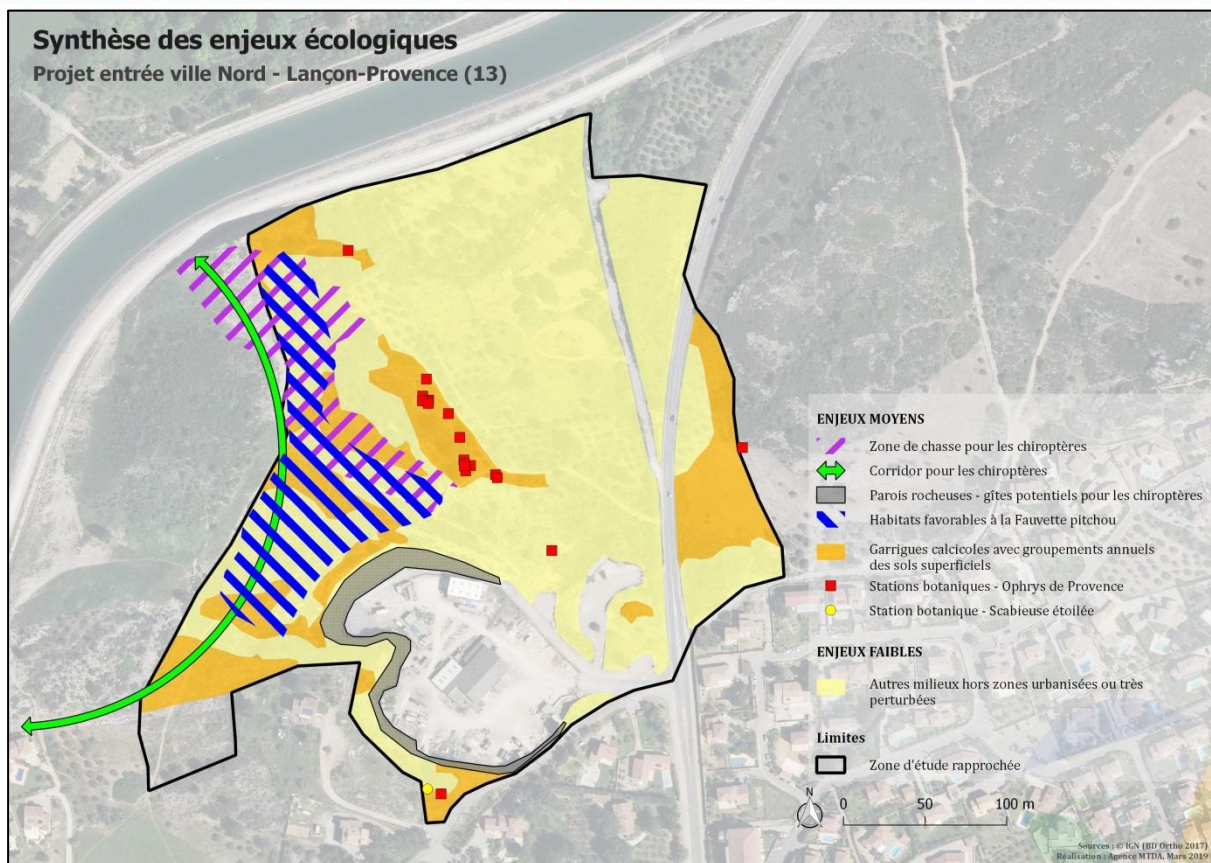 Synthèse des enjeux écologiques
Projet entrée ville Nord - Lançon-Provence (13)
ENJEUX MOYENS
Zone de chasse pour les chiroptères
Corridor pour les chiroptères
Parois rocheuses - gîtes potentiels pour les chiroptères
Habitats favorables à la Fauvette pitchou
Garrigues calcicoles avec groupements annuels
des sols superficiels
Stations botaniques - Ophrys de Provence
Station botanique - Scabieuse étoilée
ENJEUX FAIBLES
Autres milieux hors zones urbanisées ou très
perturbées
Limites
Zone d'étude rapprochée
N
0 50 100 m
Sources : © IGN (BD Ortho 2017)
Réalisation : Agence MTDA, Mars 2019